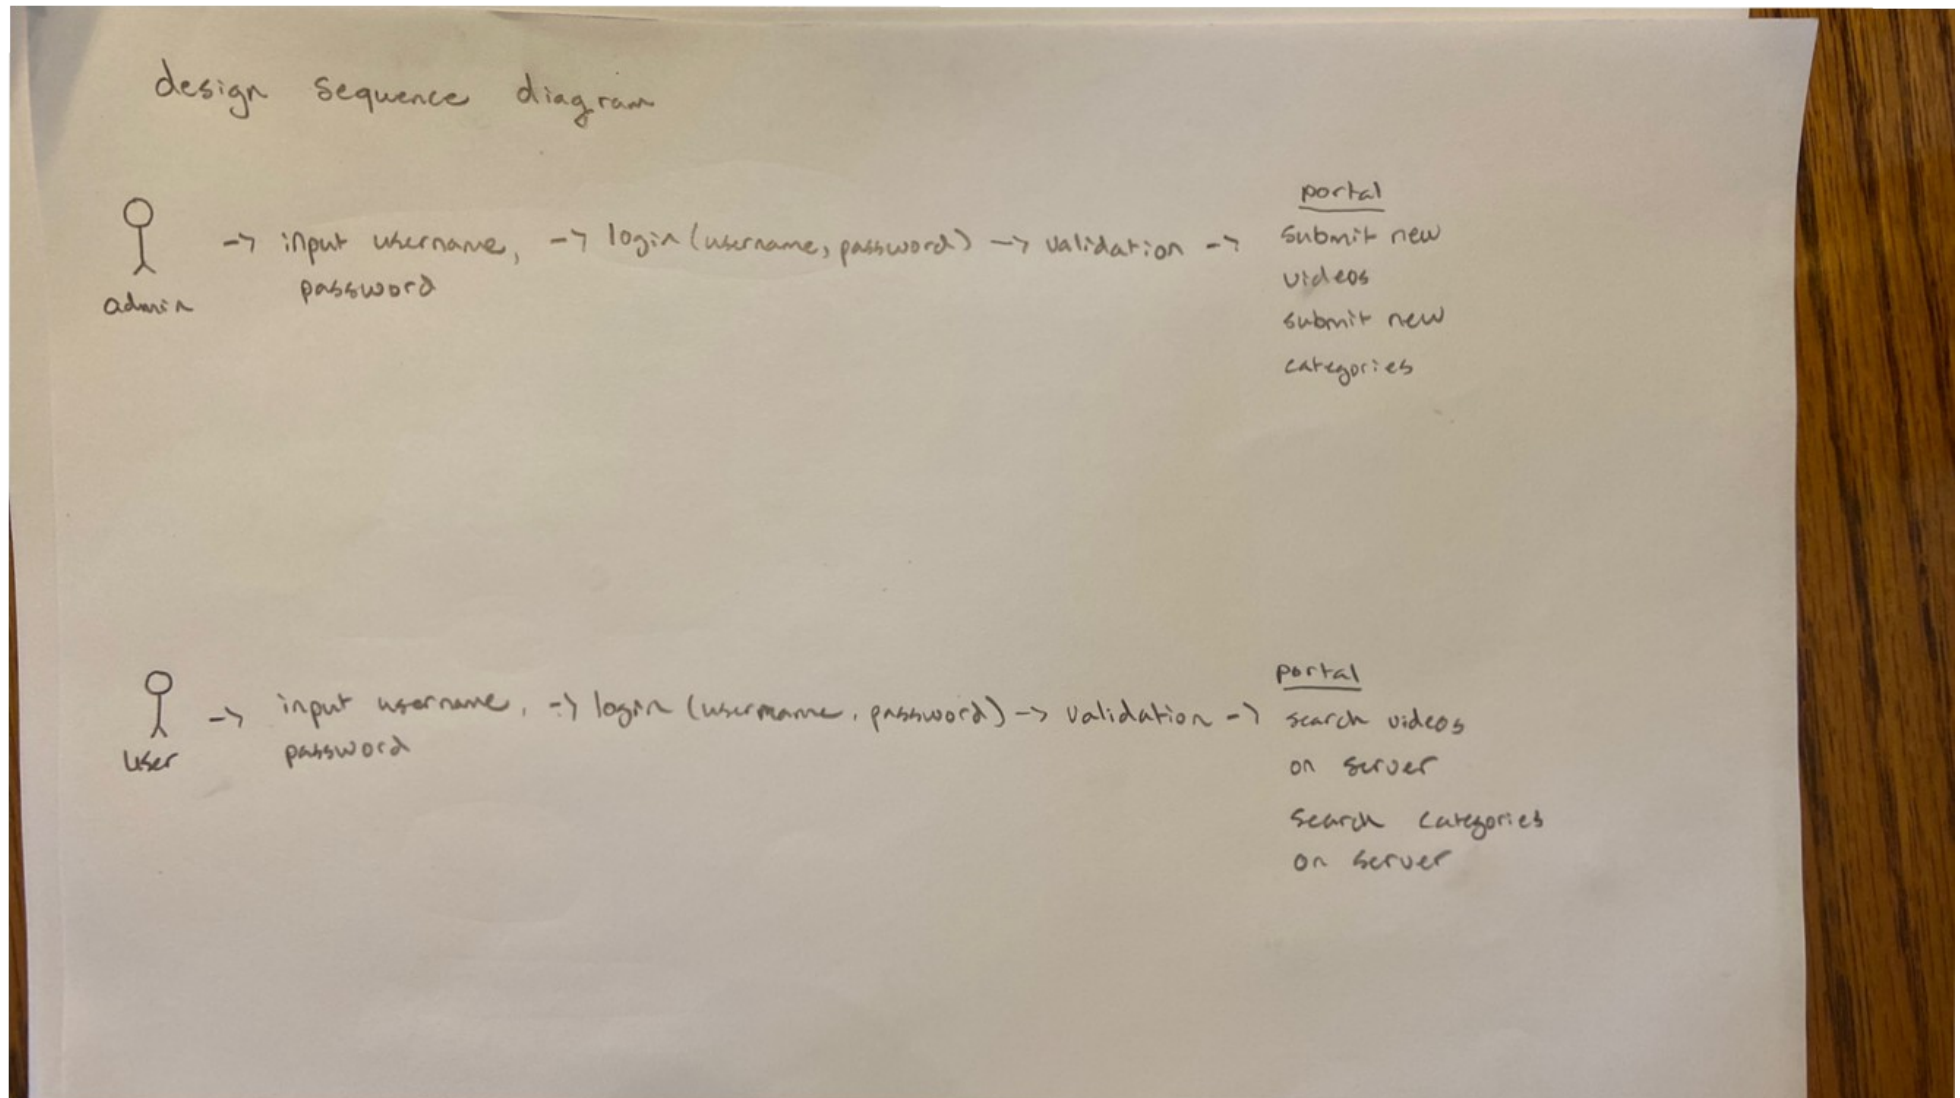 design sequence diagram
portal
-> input username, -> login (username, password) -> validation -> submit new
password
videos
admin
submit new
categories
portal
-> input username, -> login (username, password) -> validation -> search videos
password
user
on server
search categories
on server